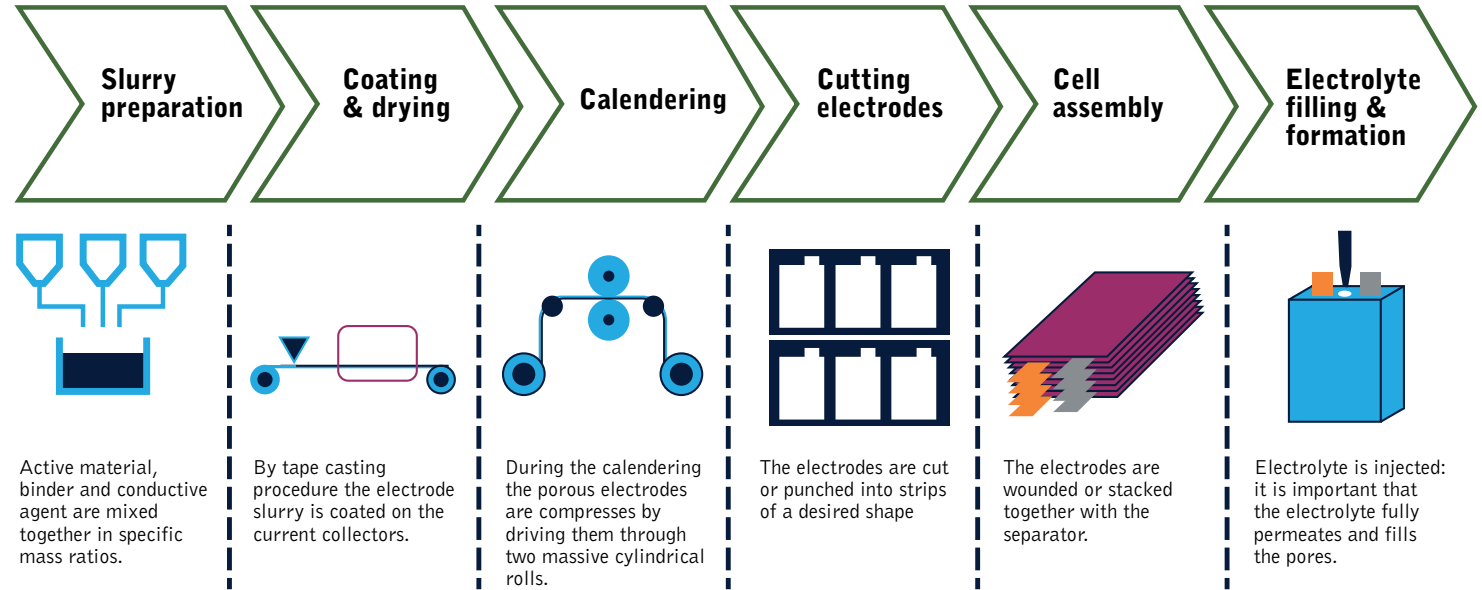 Slurry
preparation
Coating
& drying
Calendering
Cutting
electrodes
Cell
assembly
Electrolyte
filling &
formation
Active material,
binder and conductive
agent are mixed
together in specific
mass ratios.
By tape casting
procedure the electrode
slurry is coated on the
current collectors.
During the calendering
the porous electrodes
are compresses by
driving them through
two massive cylindrical
rolls.
The electrodes are cut
or punched into strips
of a desired shape
The electrodes are
wounded or stacked
together with the
separator.
Electrolyte is injected:
it is important that
the electrolyte fully
permeates and fills
the pores.